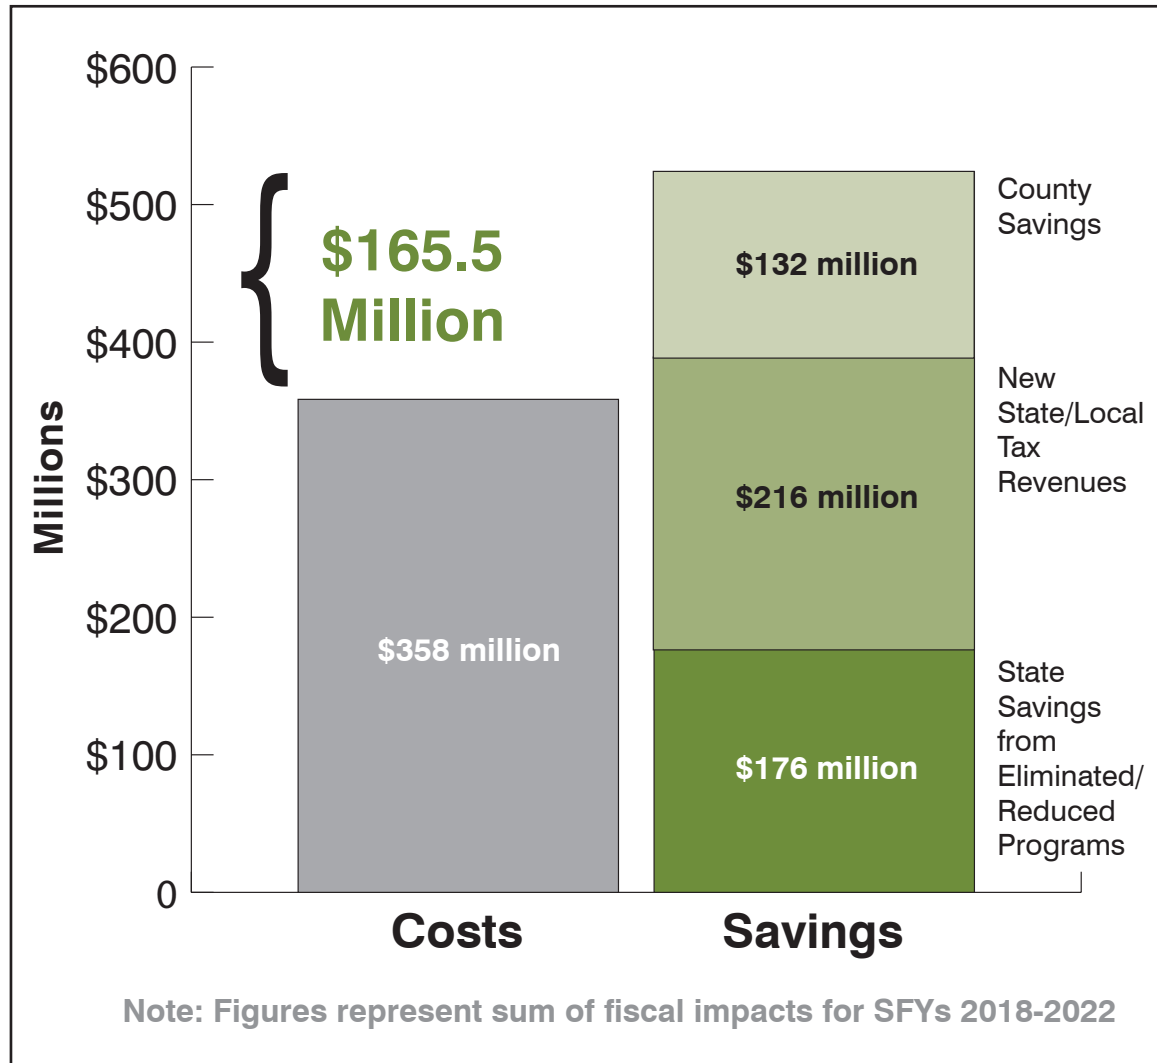 $600
$500
$400
$300
$200
$100
0
Millions
$165.5
Million
$358 million
$132 million
$216 million
$176 million
County
Savings
New
State/Local
Tax
Revenues
State
Savings
from
Eliminated/
Reduced
Programs
Costs
Savings
Note: Figures represent sum of fiscal impacts for SFYs 2018-2022